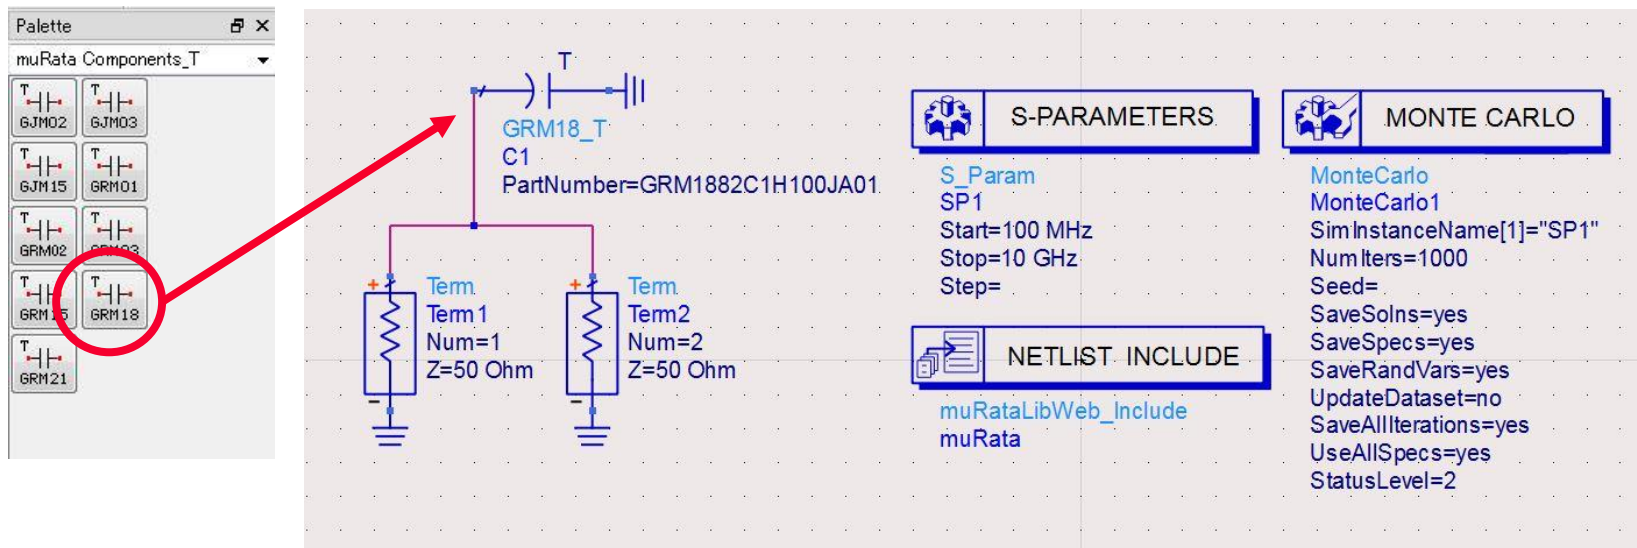 Palette
muRata Components_T
T
GJM02
T
GJM03
T
GJM15
T
GRM01
T
GRM02
GRM03
T
GRM15
T
GRM18
T
GRM21
T
GRM18_T
C1
PartNumber=GRM1882C1H100JA01
+
Term
Term1
Num=1
Z=50 Ohm
-
+
Term
Term2
Num=2
Z=50 Ohm
-
S-PARAMETERS
S_Param
SP1
Start=100 MHz
Stop=10 GHz
Step=
NETLIST INCLUDE
muRataLibWeb_Include
muRata
MONTE CARLO
MonteCarlo
MonteCarlo1
SimInstanceName[1]="SP1"
NumIters=1000
Seed=
SaveSolns=yes
SaveSpecs=yes
SaveRandVars=yes
UpdateDataset=no
SaveAllIterations=yes
UseAllSpecs=yes
StatusLevel=2